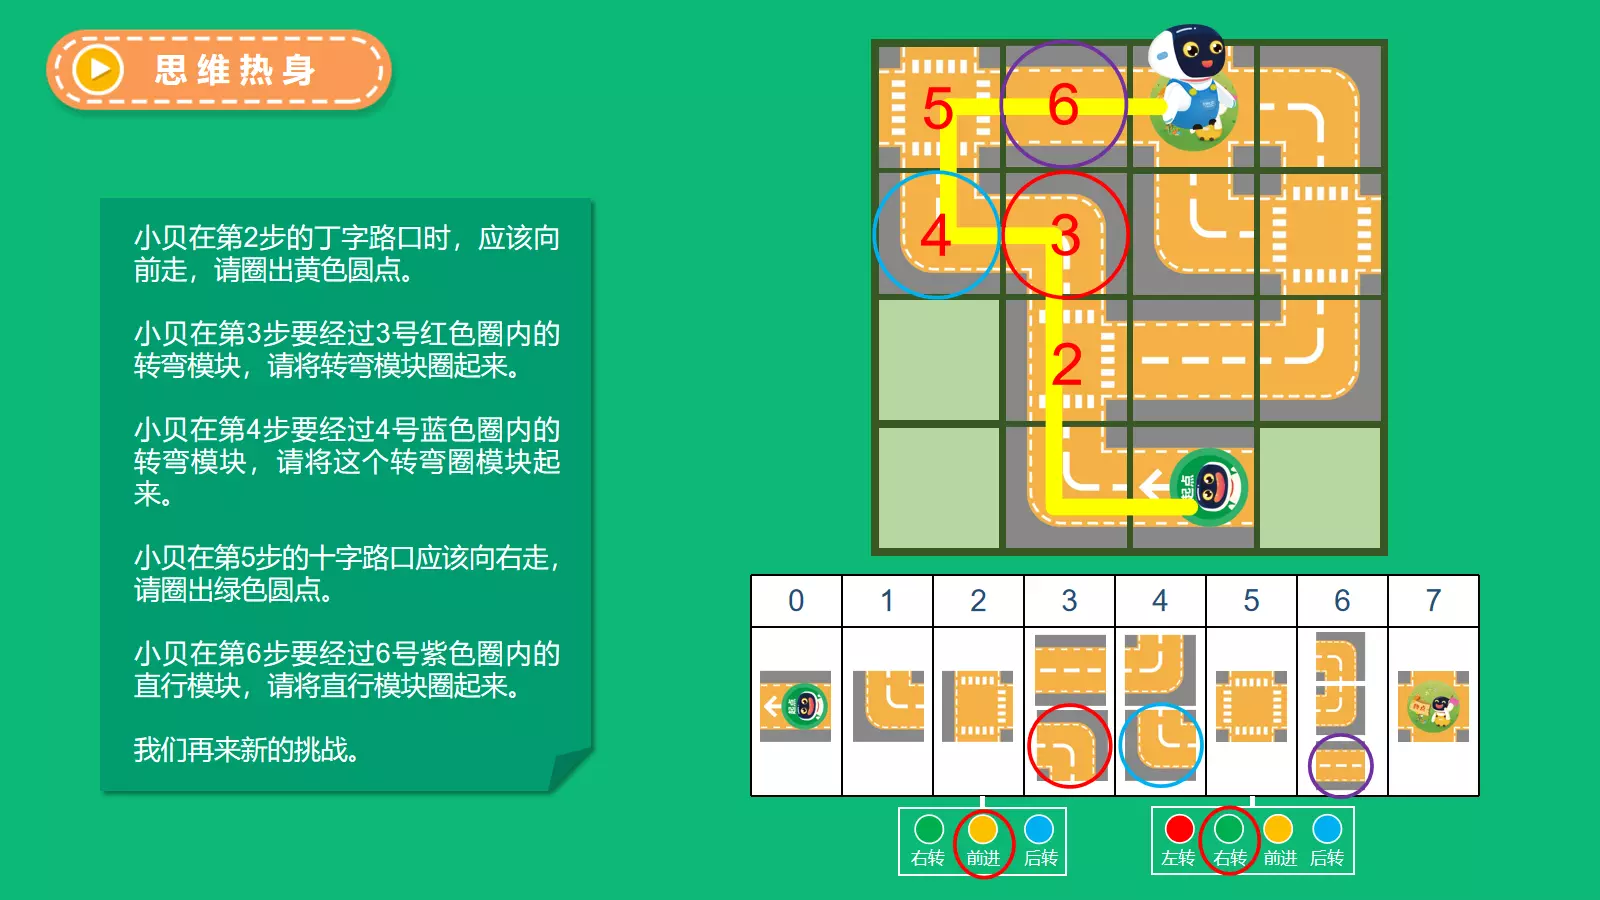 思维热身
小贝在第2步的丁字路口时，应该向
前走，请圈出黄色圆点。
小贝在第3步要经过3号红色圈内的
转弯模块，请将转弯模块圈起来。
小贝在第4步要经过4号蓝色圈内的
转弯模块，请将这个转弯圈模块起
来。
小贝在第5步的十字路口应该向右走，
请圈出绿色圆点。
小贝在第6步要经过6号紫色圈内的
直行模块，请将直行模块圈起来。
我们再来新的挑战。
5 6
4 3
2
起点
0 1 2 3 4 5 6 7
起点
终点
右转 前进 后转
左转 右转 前进 后转